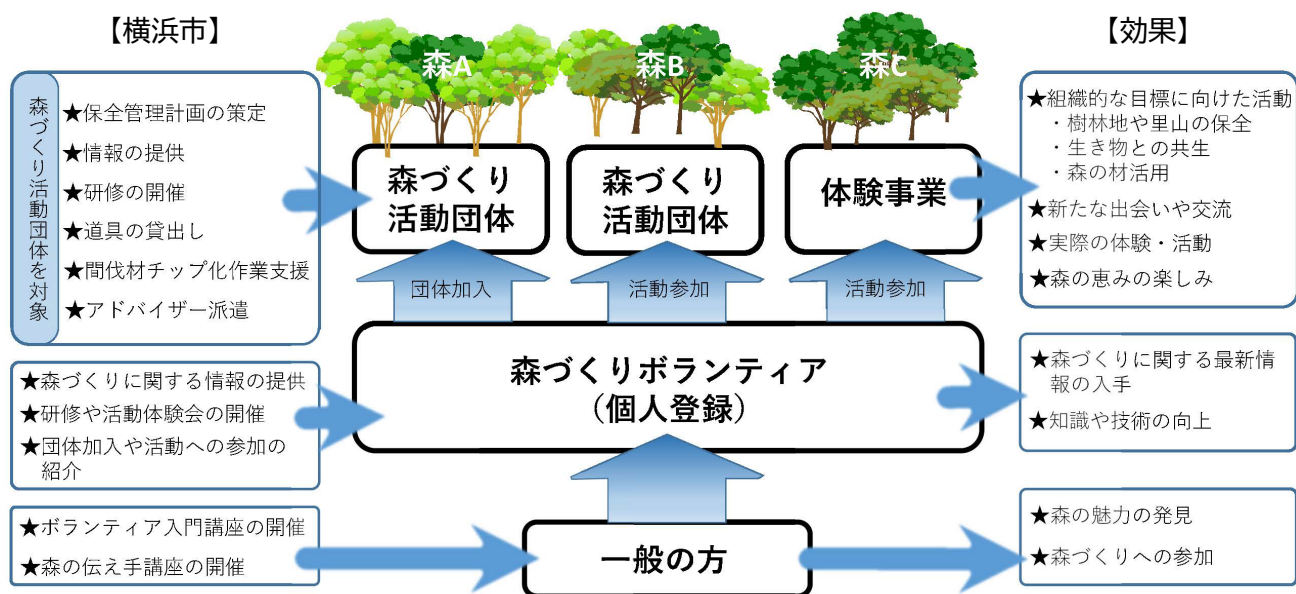 【横浜市】
森づくり活動団体を対象
★保全管理計画の策定
★情報の提供
★研修の開催
★道具の貸出し
★間伐材チップ化作業支援
★アドバイザー派遣
★森づくりに関する情報の提供
★研修や活動体験会の開催
★団体加入や活動への参加の
紹介
★ボランティア入門講座の開催
★森の伝え手講座の開催
森A
森B
森C
森づくり
活動団体
森づくり
活動団体
体験事業
団体加入
活動参加
活動参加
森づくりボランティア
（個人登録）
一般の方
【効果】
★組織的な目標に向けた活動
・樹林地や里山の保全
・生き物との共生
・森の材活用
★新たな出会いや交流
★実際の体験・活動
★森の恵みの楽しみ
★森づくりに関する最新情
報の入手
★知識や技術の向上
★森の魅力の発見
★森づくりへの参加